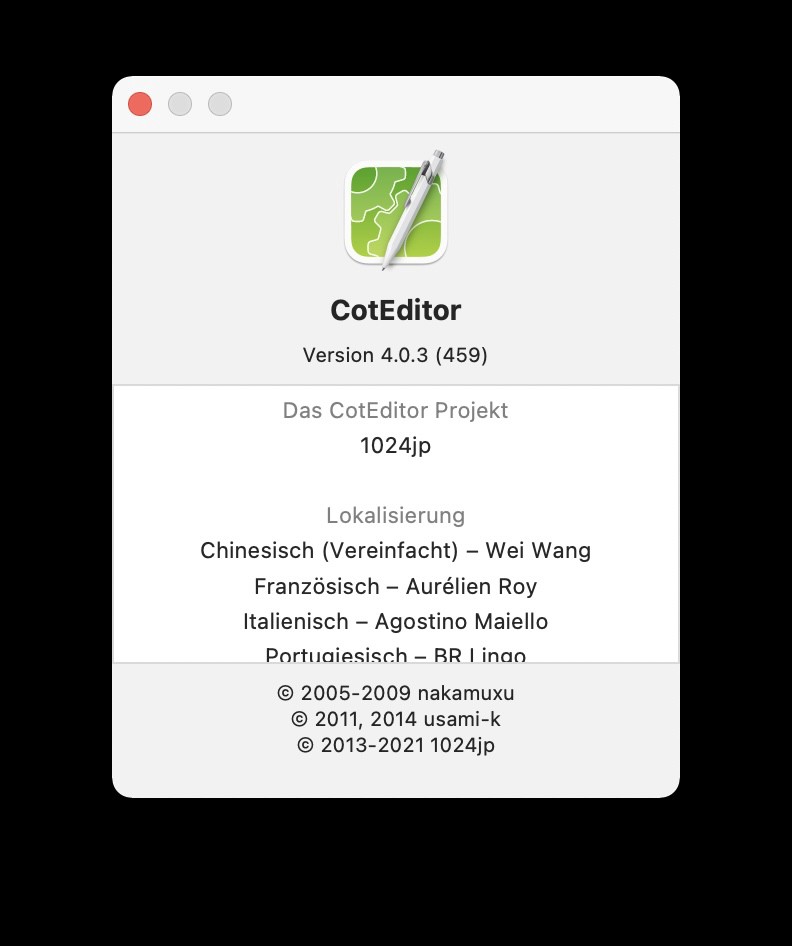 CotEditor
Version 4.0.3 (459)
Das CotEditor Projekt
1024jp
Lokalisierung
Chinesisch (Vereinfacht) – Wei Wang
Französisch – Aurélien Roy
Italienisch – Agostino Maiello
Portugiesisch – BR Lingo
© 2005-2009 nakamuxu
© 2011, 2014 usami-k
© 2013-2021 1024jp